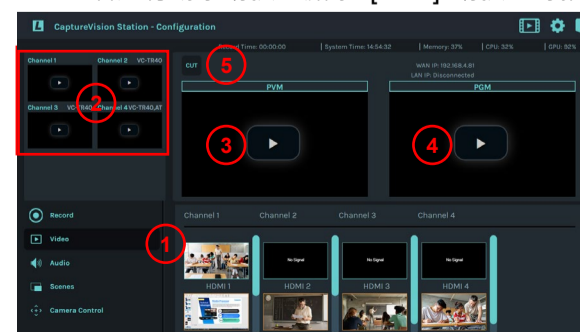 CaptureVision Station - Configuration
Time: 00:00:00 | System Time: 14:54:32 | Memory: 37% | CPU: 32% | GPU: 92%
Channel 1 Channel 2 VC-TR40
CUT 5
WAN IP: 192.168.4.81
LAN IP: Disconnected
PVM PGM
2
Channel 3 VC-TR40 Channel 4 VC-TR40,AT
3 4
Record
Channel 1 Channel 2 Channel 3 Channel 4
Video 1
Audio
No Signal No Signal
HDMI 1 HDMI 2 HDMI 3 HDMI 4
Scenes
Camera Control